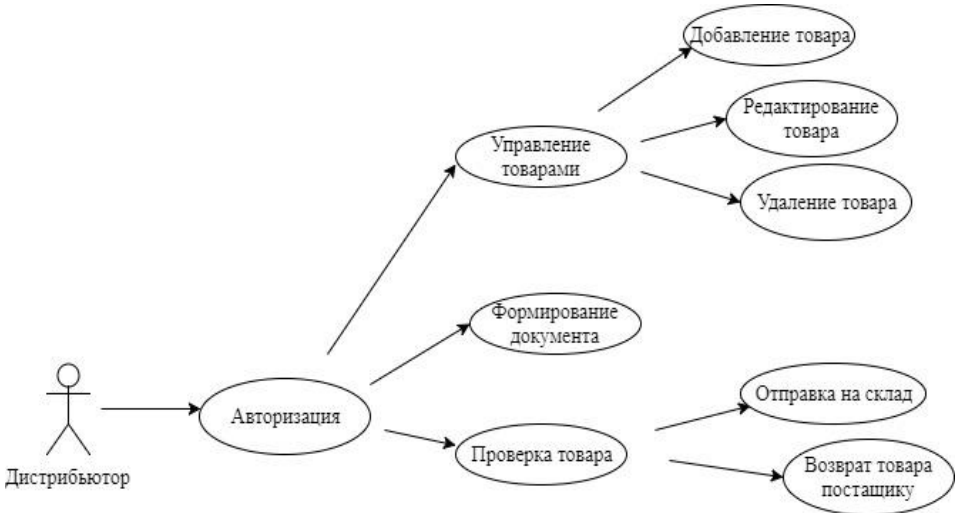 Добавление товара
Редактирование
товара
Управление
товарами
Удаление товара
Формирование
документа
Отправка на склад
Авторизация
Проверка товара
Возврат товара
постащику
Дистрибьютор